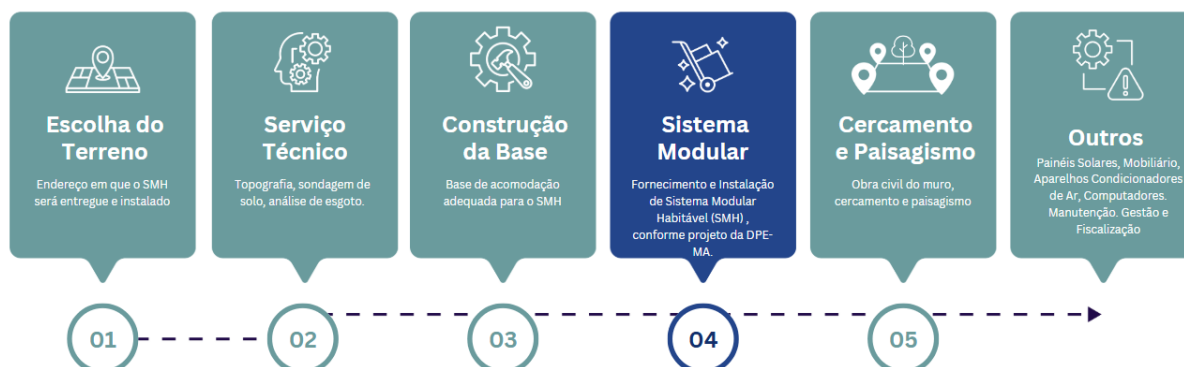 Escolha do
Terreno
Endereço em que o SMH
será entregue e instalado
Serviço
Técnico
Topografia, sondagem de
solo, análise de esgoto.
Construção
da Base
Base de acomodação
adequada para o SMH
Sistema
Modular
Fornecimento e Instalação
de Sistema Modular
Habitável (SMH) ,
conforme projeto da DPE-
MA.
Cercamento
e Paisagismo
Obra civil do muro,
cercamento e paisagismo
Outros
Painéis Solares, Mobiliário,
Aparelhos Condicionadores
de Ar, Computadores.
Manutenção. Gestão e
Fiscalização
01
02
03
04
05